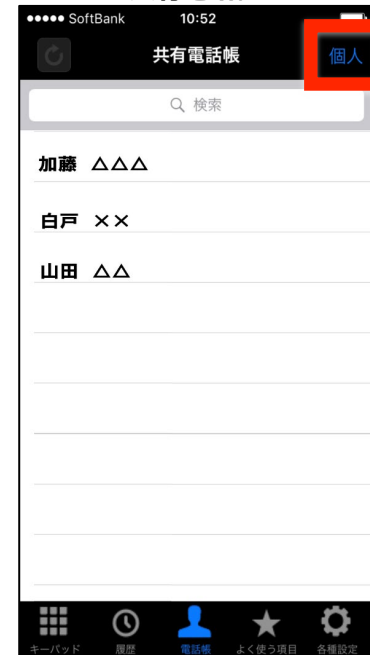 SoftBank 10:52
共有電話帳 個人
検索
加藤 △△△
白戸 ××
山田 △△
キーパッド 履歴 電話帳 よく使う項目 各種設定